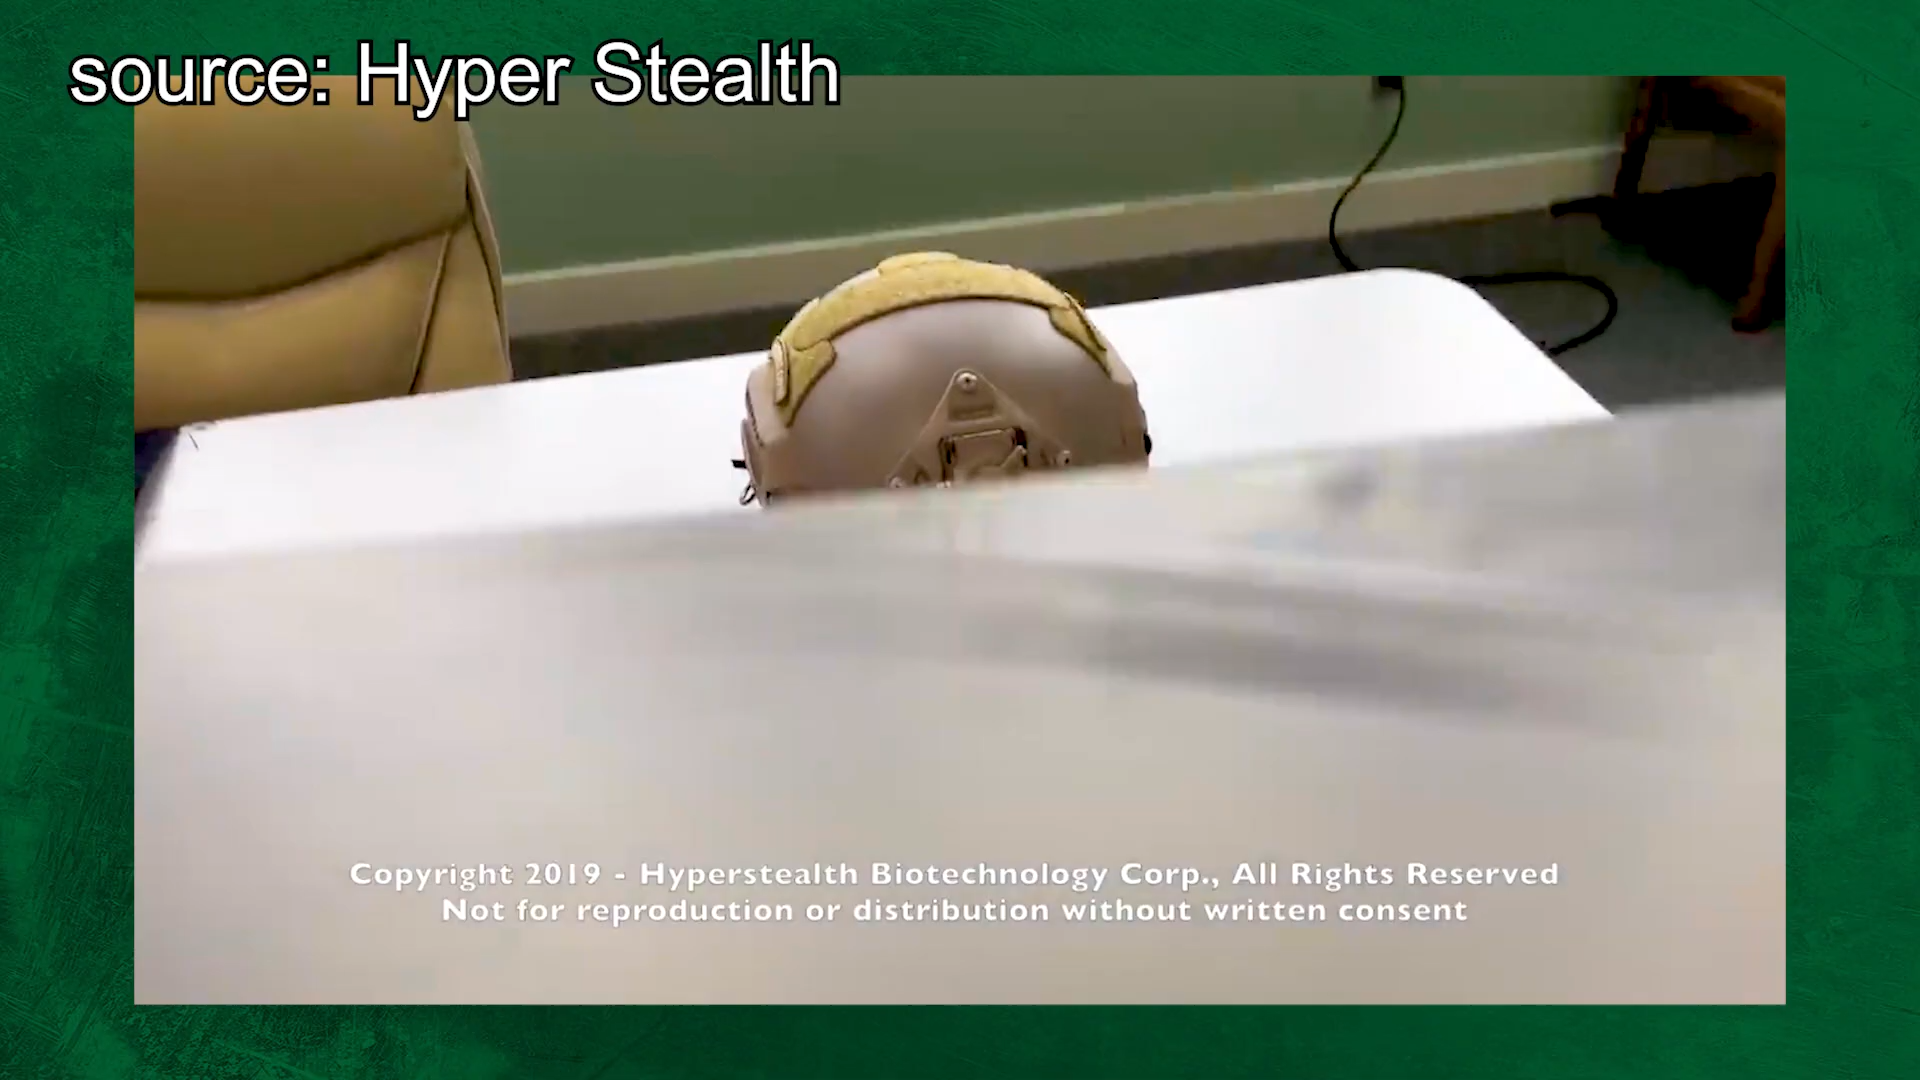 source: Hyper Stealth
Copyright 2019 - Hyperstealth Biotechnology Corp., All Rights Reserved
Not for reproduction or distribution without written consent